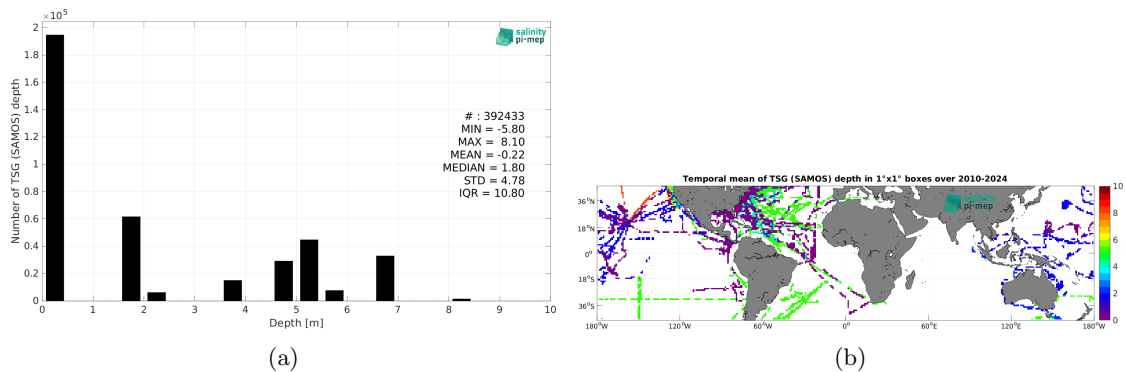 ×10⁵
2
1.8
1.6
1.4
1.2
1
0.8
0.6
0.4
0.2
0
Number of TSG (SAMOS) depth
salinity
pi-mep
# : 392433
MIN = -5.80
MAX = 8.10
MEAN = -0.22
MEDIAN = 1.80
STD = 4.78
IQR = 10.80
0 1 2 3 4 5 6 7 8 9 10
Depth [m]
(a)
Temporal mean of TSG (SAMOS) depth in 1°x1° boxes over 2010-2024
salinity
pi-mep
36°N
18°N
0°
18°S
36°S
180°W 120°W 60°W 0° 60°E 120°E 180°W
10
8
6
4
2
0
(b)